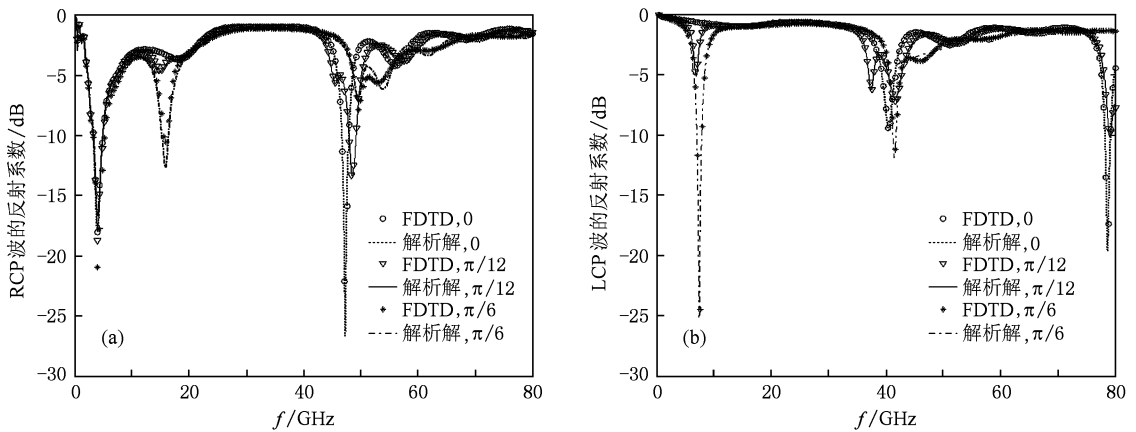 0
−5
−10
−15
−20
−25
−30
RCP波的反射系数/dB
FDTD,0
解析解,0
FDTD,π/12
解析解,π/12
FDTD,π/6
解析解,π/6
(a)
0
20
40
60
80
f/GHz
0
−5
−10
−15
−20
−25
−30
LCP波的反射系数/dB
FDTD,0
解析解,0
FDTD,π/12
解析解,π/12
FDTD,π/6
解析解,π/6
(b)
0
20
40
60
80
f/GHz